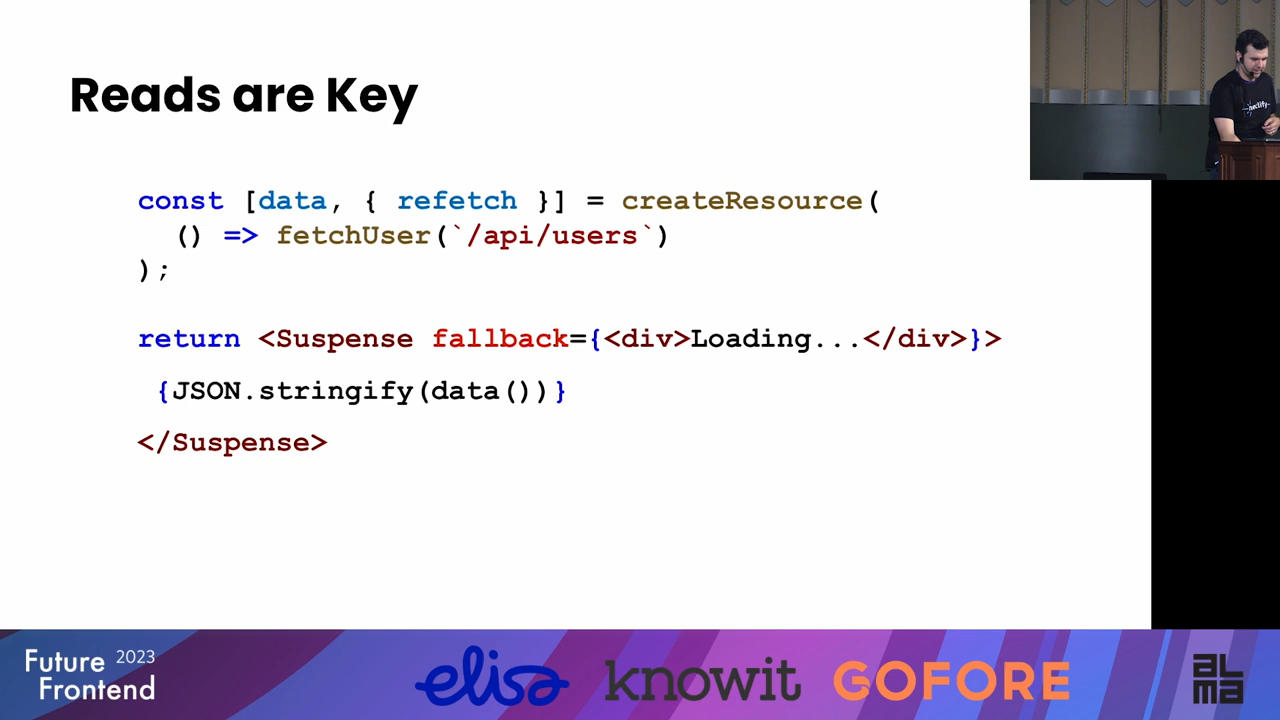 Reads are Key
const [data, { refetch }] = createResource(
() => fetchUser(`/api/users`)
);
return <Suspense fallback={<div>Loading...</div>}>
{JSON.stringify(data())}
</Suspense>
netlify
Future 2023
Frontend
elisa
knowit
GOFORE
alma